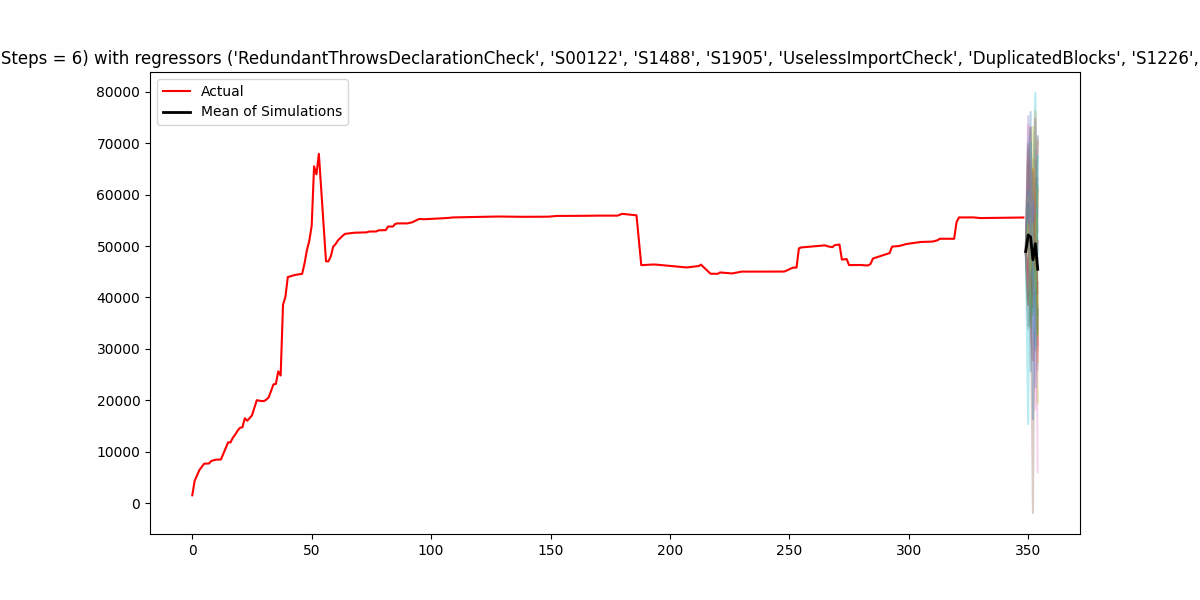 Steps = 6) with regressors ('RedundantThrowsDeclarationCheck', 'S00122', 'S1488', 'S1905', 'UselessImportCheck', 'DuplicatedBlocks', 'S1226',
Actual
Mean of Simulations
80000
70000
60000
50000
40000
30000
20000
10000
0
0 50 100 150 200 250 300 350